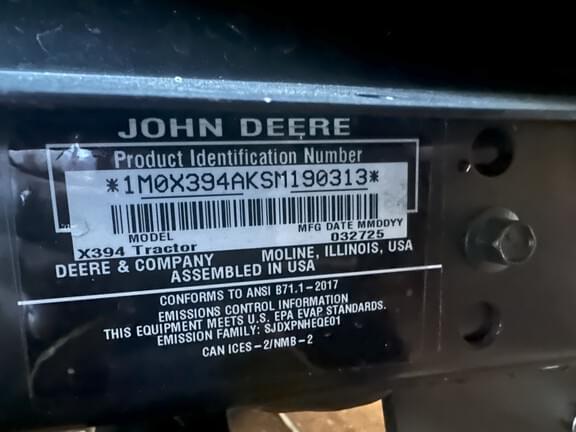 JOHN DEERE
Product Identification Number
*1M0X394AKSM190313*
MODEL MFG DATE MMDDYY
X394 Tractor 032725
DEERE & COMPANY MOLINE, ILLINOIS, USA
ASSEMBLED IN USA
CONFORMS TO ANSI B71.1-2017
EMISSIONS CONTROL INFORMATION
THIS EQUIPMENT MEETS U.S. EPA EVAP STANDARDS.
EMISSION FAMILY: SJDXPNHEQE01
CAN ICES-2/NMB-2